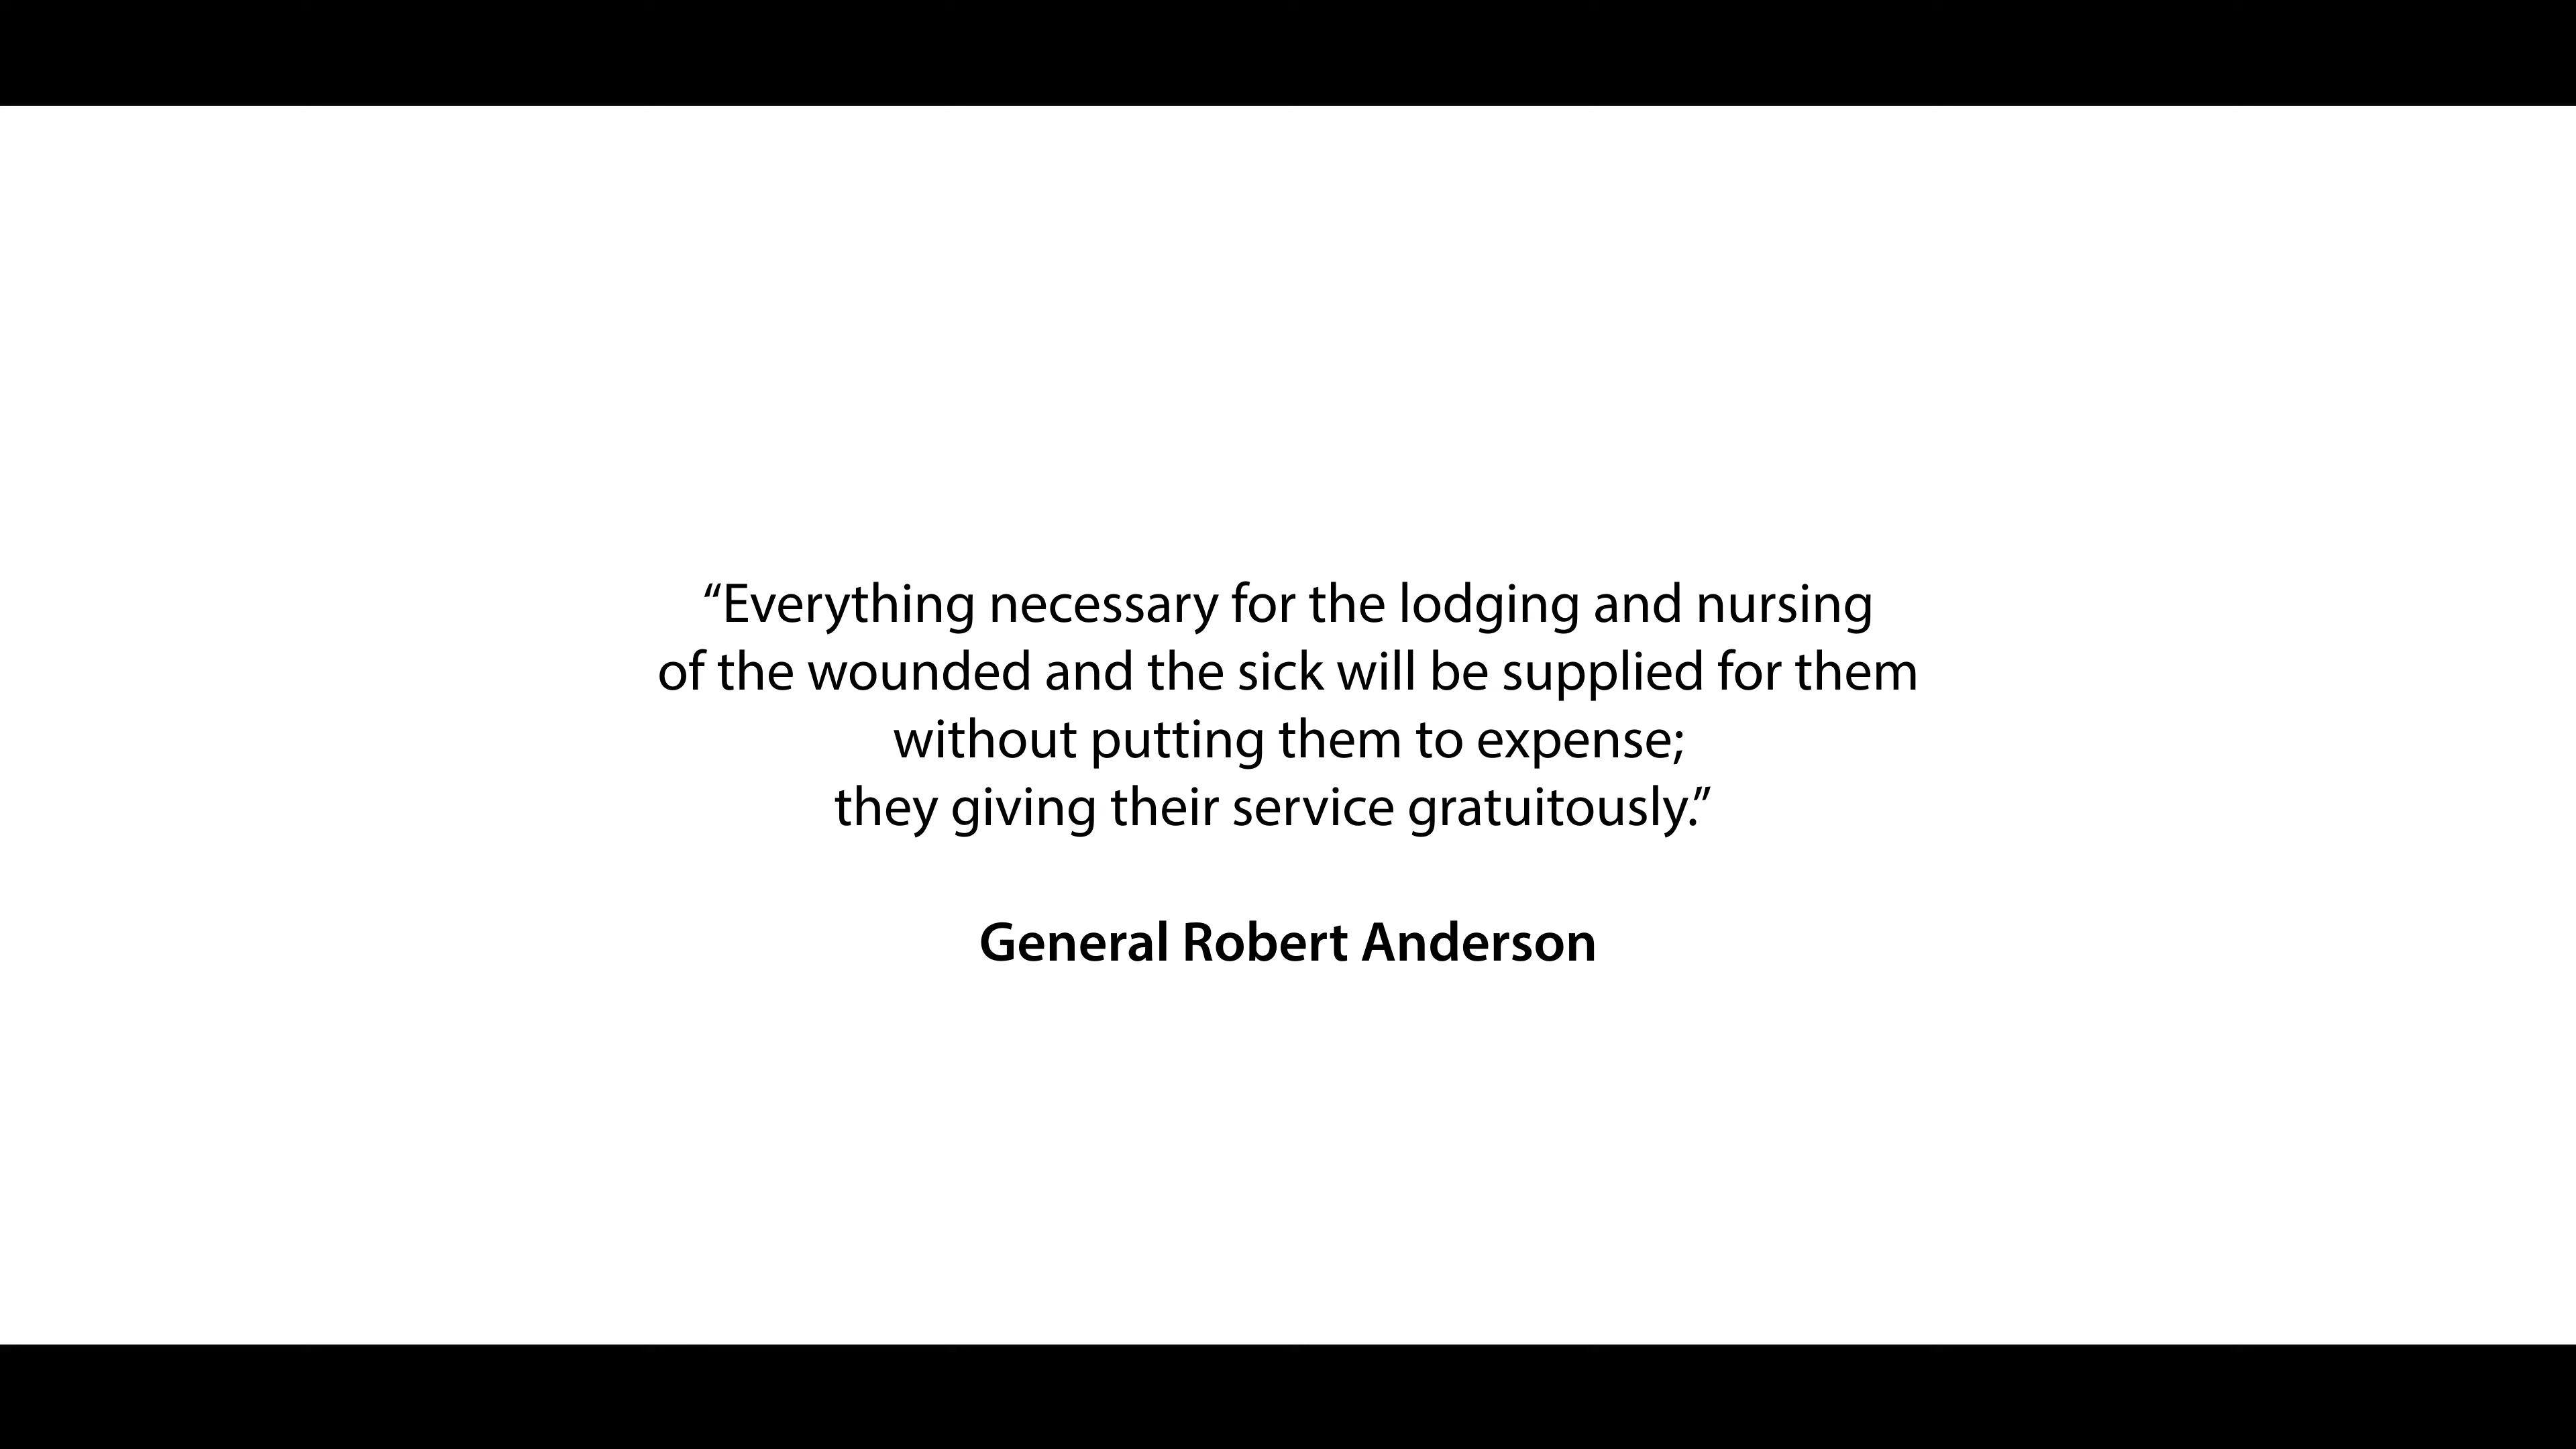 “Everything necessary for the lodging and nursing
of the wounded and the sick will be supplied for them
without putting them to expense;
they giving their service gratuitously.”
General Robert Anderson